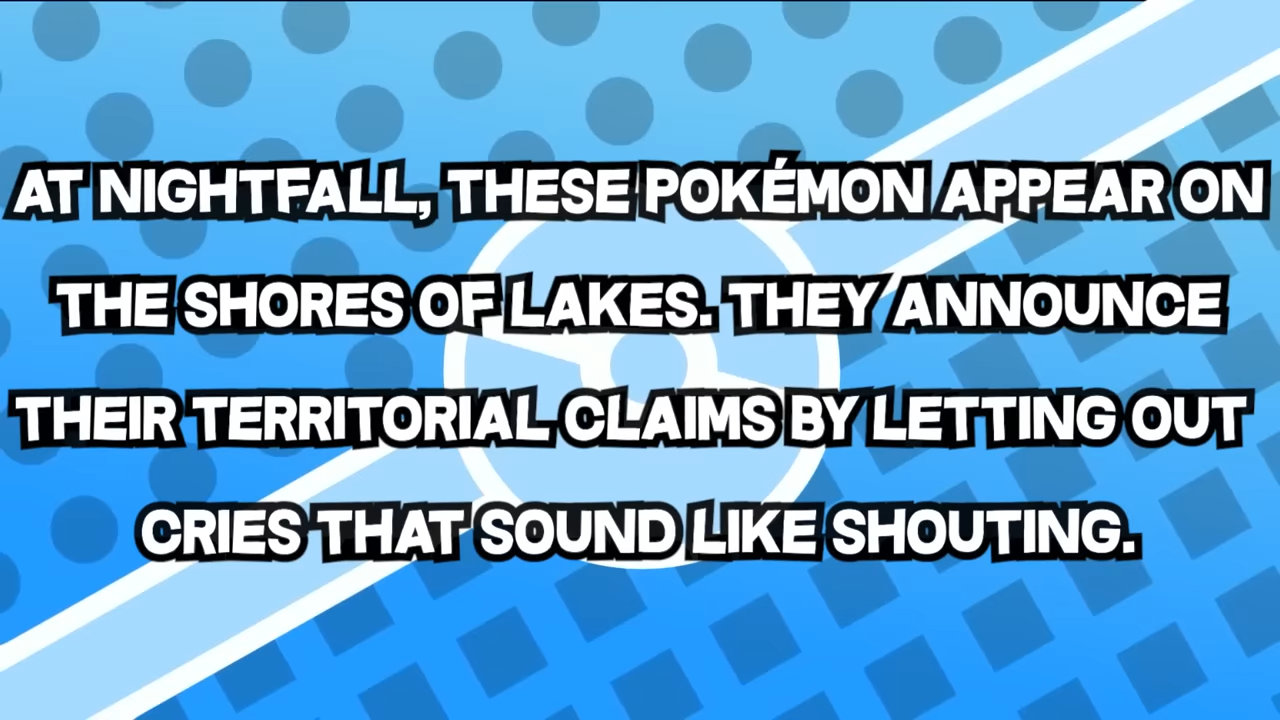 AT NIGHTFALL, THESE POKÉMON APPEAR ON
THE SHORES OF LAKES. THEY ANNOUNCE
THEIR TERRITORIAL CLAIMS BY LETTING OUT
CRIES THAT SOUND LIKE SHOUTING.